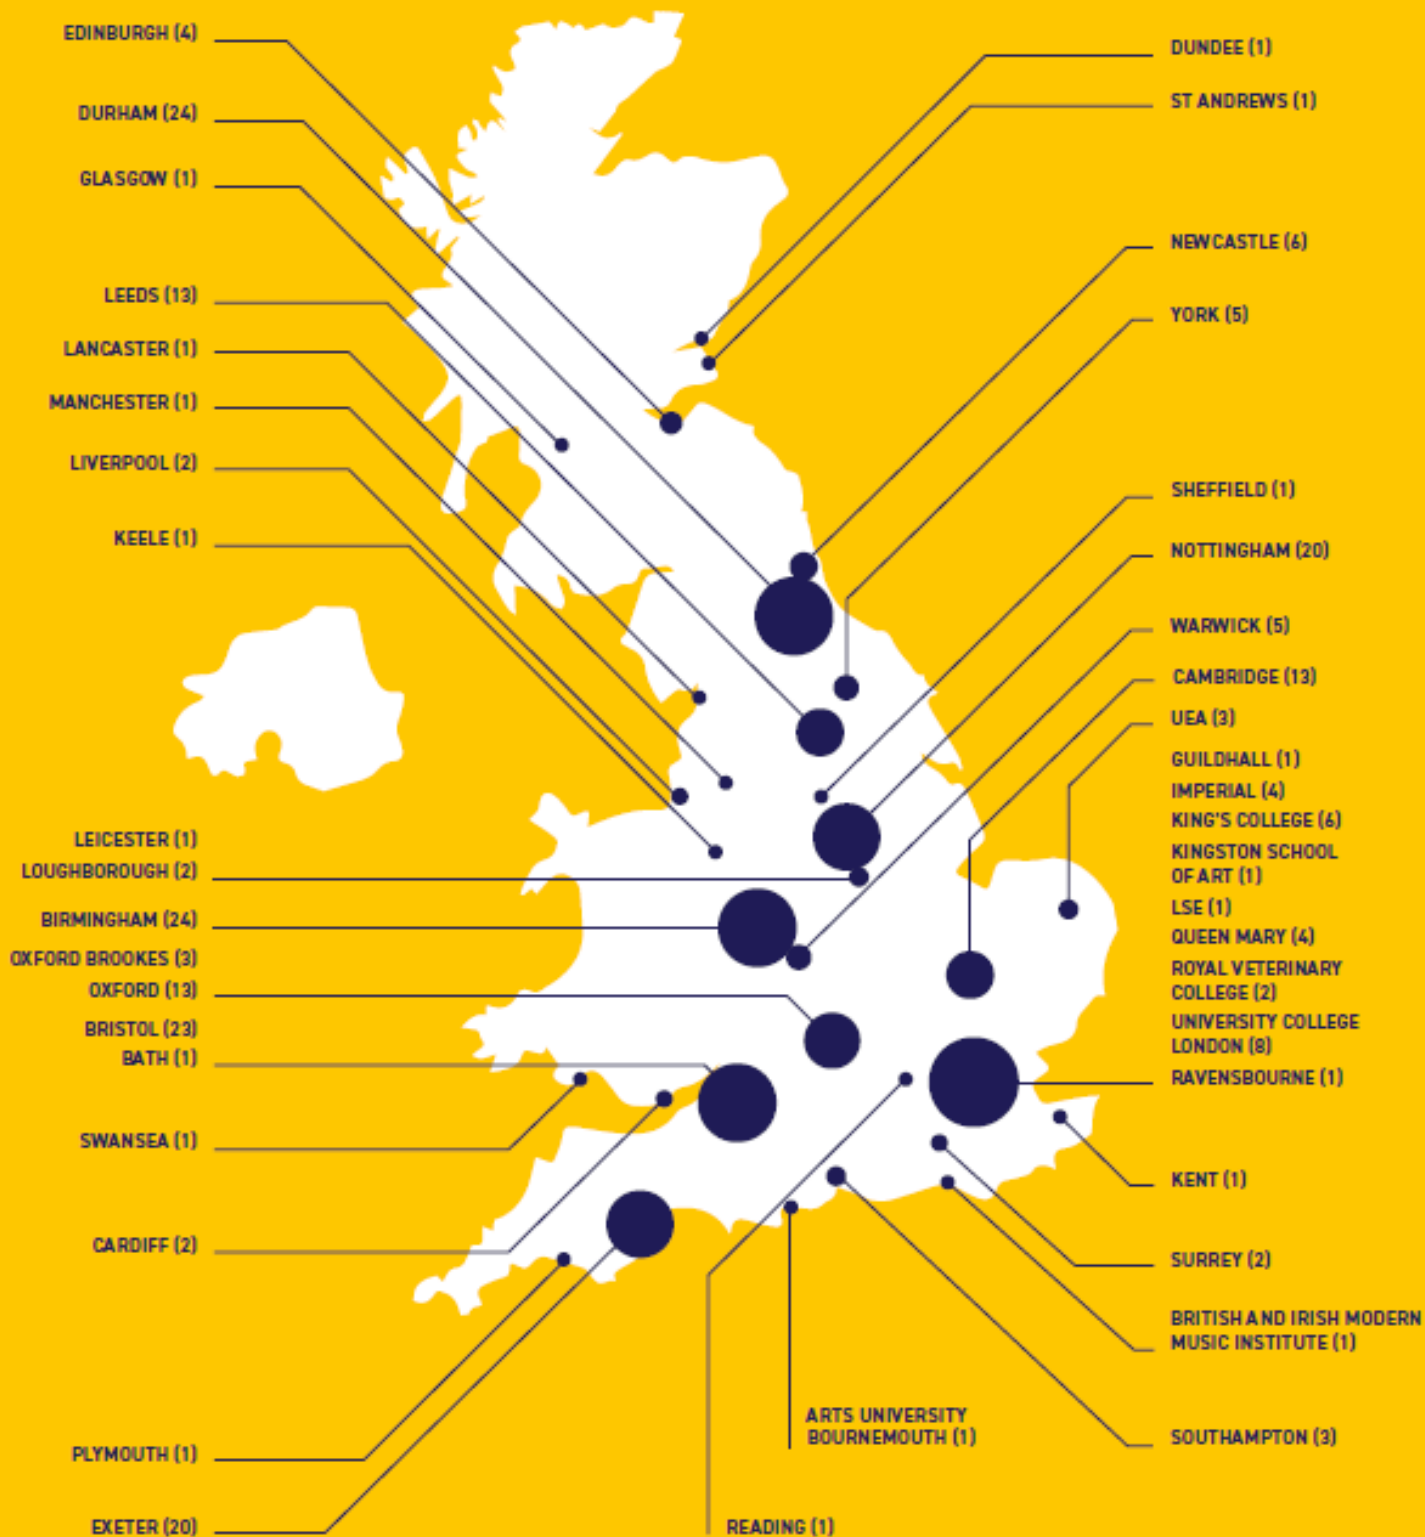 EDINBURGH (4)
DURHAM (24)
GLASGOW (1)
LEEDS (13)
LANCASTER (1)
MANCHESTER (1)
LIVERPOOL (2)
KEELE (1)
LEICESTER (1)
LOUGHBOROUGH (2)
BIRMINGHAM (24)
OXFORD BROOKES (3)
OXFORD (13)
BRISTOL (23)
BATH (1)
SWANSEA (1)
CARDIFF (2)
PLYMOUTH (1)
EXETER (20)
DUNDEE (1)
ST ANDREWS (1)
NEWCASTLE (6)
YORK (5)
SHEFFIELD (1)
NOTTINGHAM (20)
WARWICK (5)
CAMBRIDGE (13)
UEA (3)
GUILDHALL (1)
IMPERIAL (4)
KING'S COLLEGE (6)
KINGSTON SCHOOL
OF ART (1)
LSE (1)
QUEEN MARY (4)
ROYAL VETERINARY
COLLEGE (2)
UNIVERSITY COLLEGE
LONDON (8)
RAVENSBOURNE (1)
KENT (1)
SURREY (2)
BRITISH AND IRISH MODERN
MUSIC INSTITUTE (1)
SOUTHAMPTON (3)
ARTS UNIVERSITY
BOURNEMOUTH (1)
READING (1)